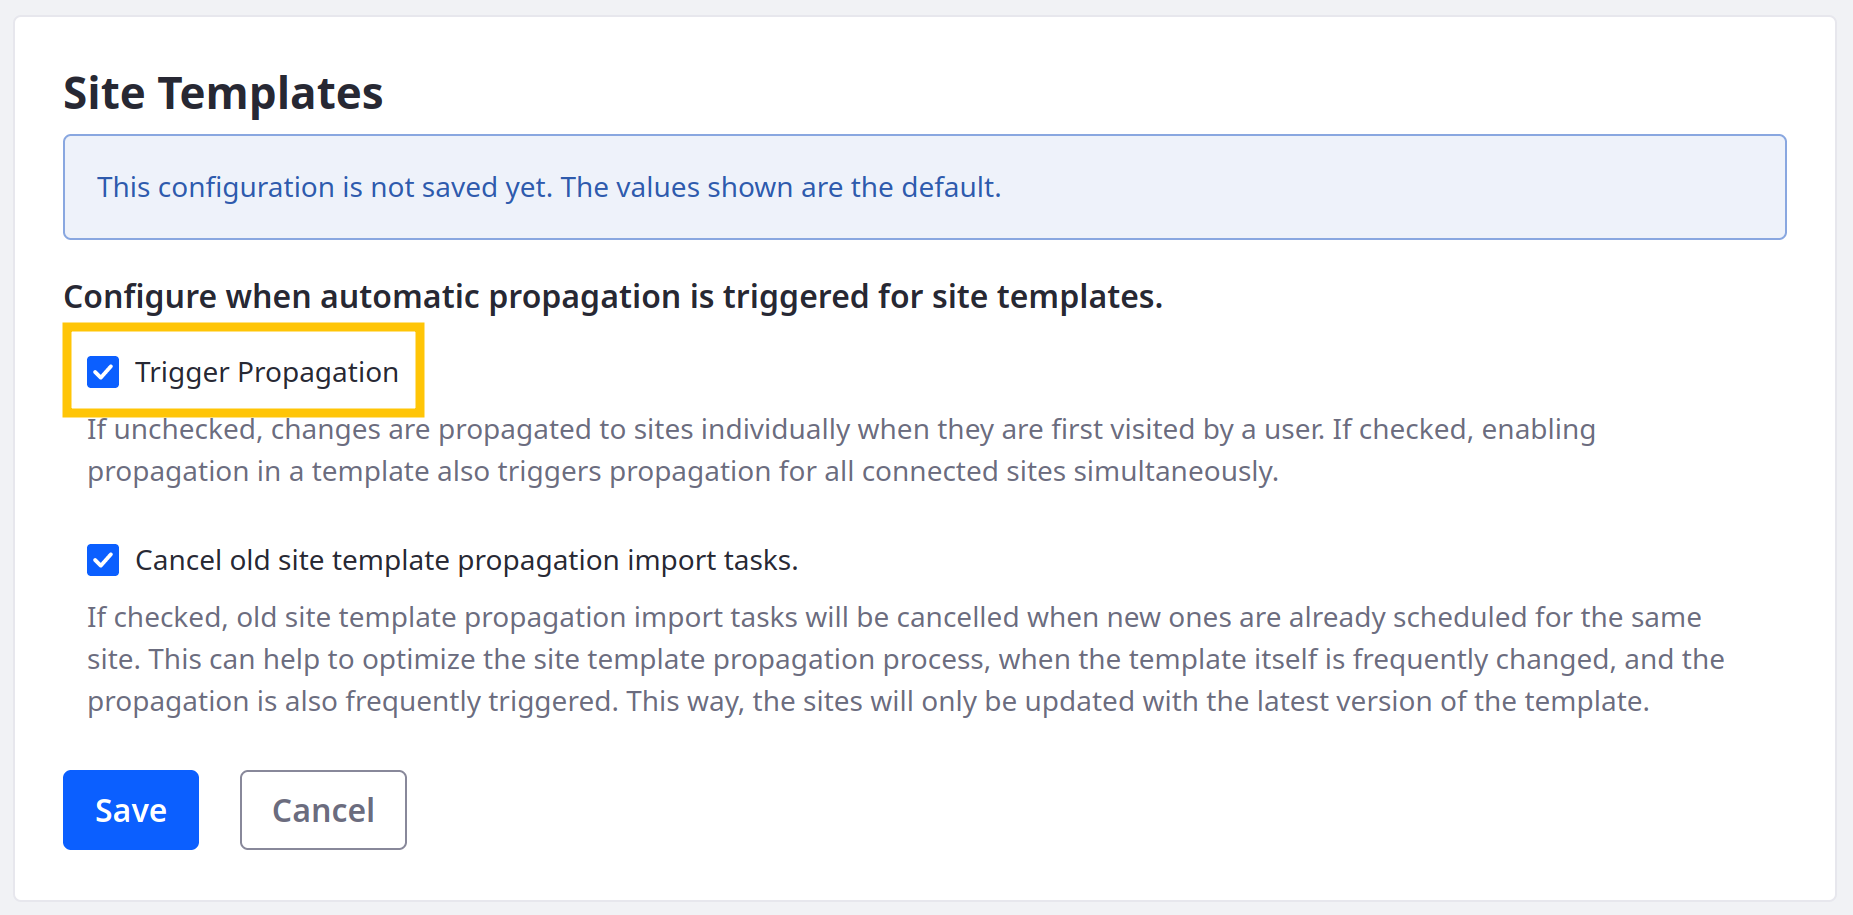 Site Templates
This configuration is not saved yet. The values shown are the default.
Configure when automatic propagation is triggered for site templates.
Trigger Propagation
If unchecked, changes are propagated to sites individually when they are first visited by a user. If checked, enabling
propagation in a template also triggers propagation for all connected sites simultaneously.
Cancel old site template propagation import tasks.
If checked, old site template propagation import tasks will be cancelled when new ones are already scheduled for the same
site. This can help to optimize the site template propagation process, when the template itself is frequently changed, and the
propagation is also frequently triggered. This way, the sites will only be updated with the latest version of the template.
Save
Cancel